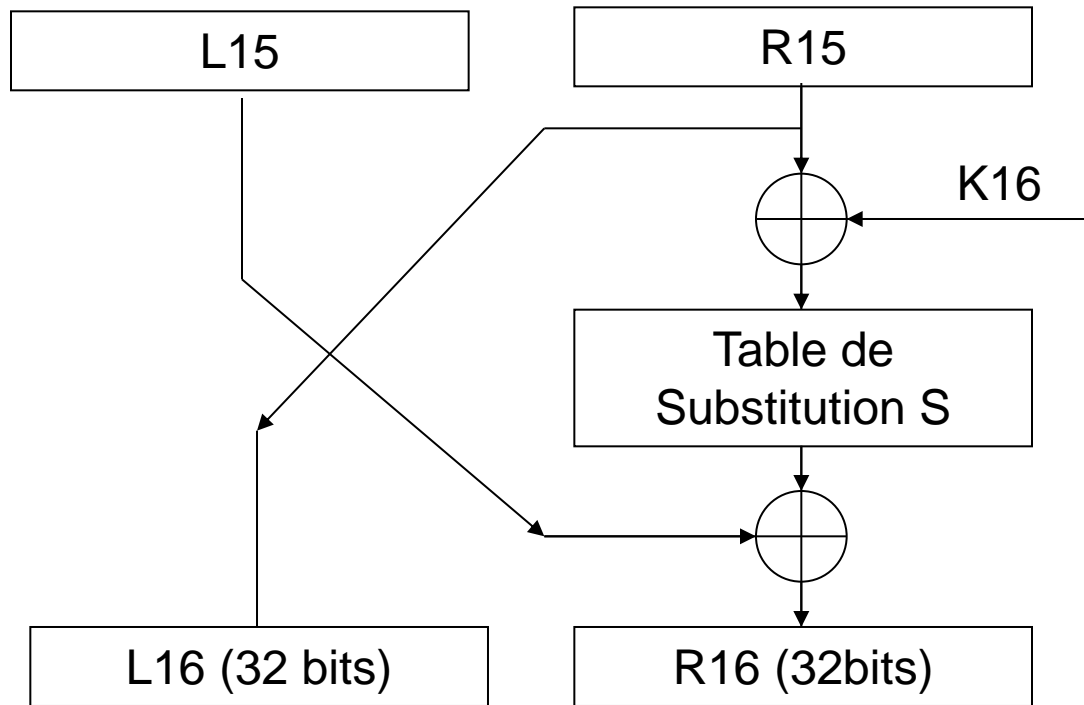 L15
R15
K16
Table de
Substitution S
L16 (32 bits)
R16 (32bits)